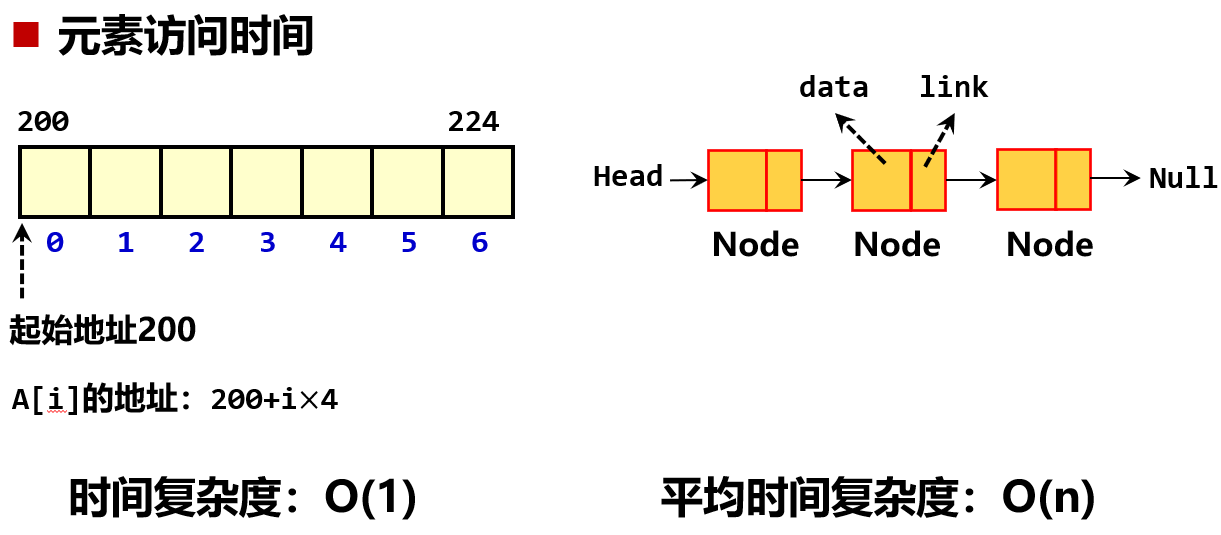 元素访问时间
200 224
0 1 2 3 4 5 6
起始地址200
A[i]的地址：200+i×4
时间复杂度：O(1)
data link
Head Null
Node Node Node
平均时间复杂度：O(n)